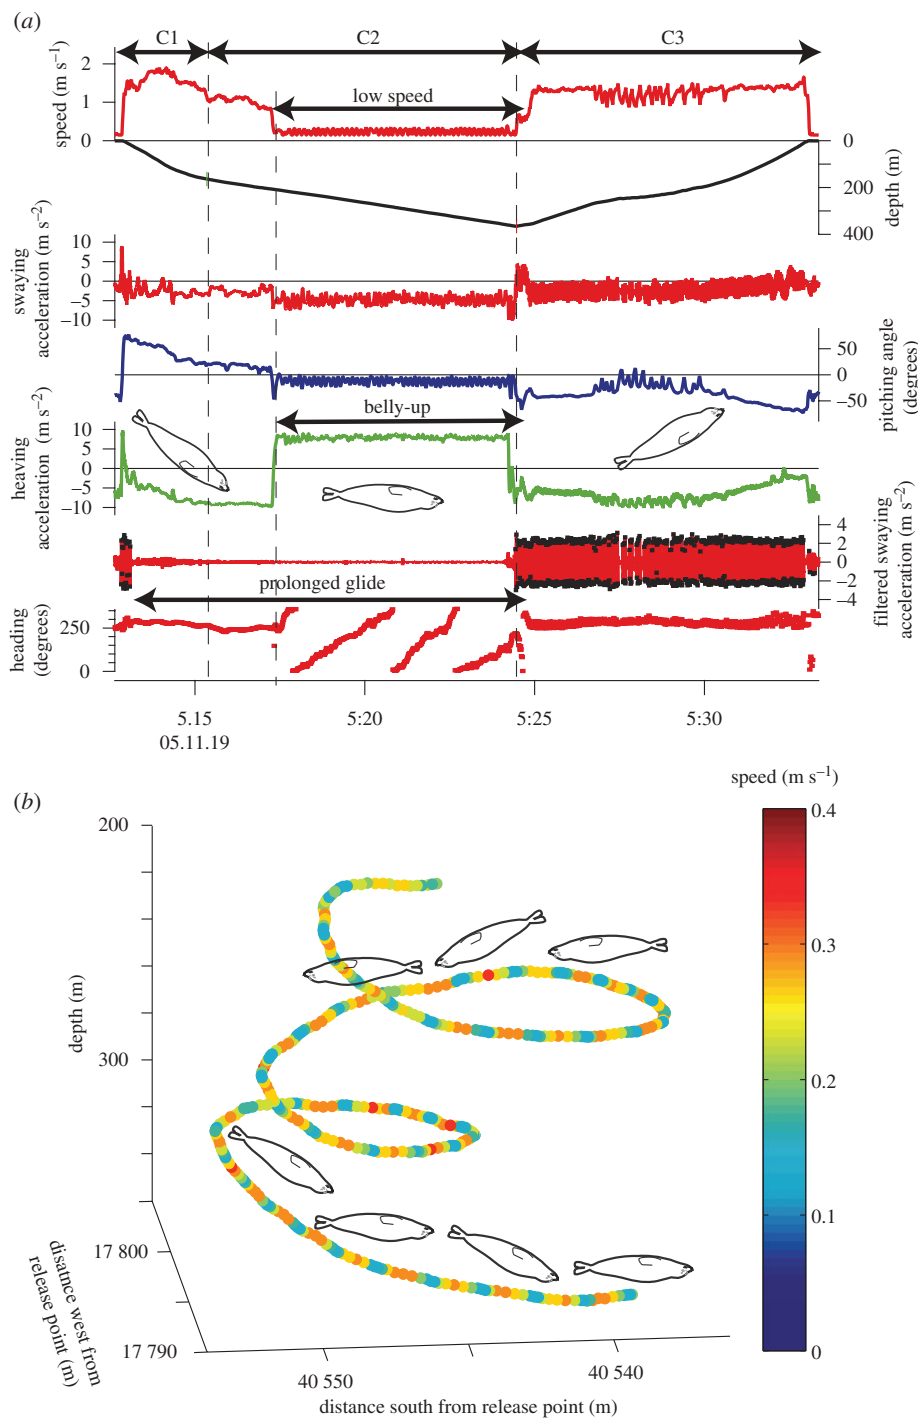 (a)
C1
C2
C3
speed (m s−1)
2
1
0
low speed
0
200
400
depth (m)
swaying
acceleration (m s−2)
10
5
0
−5
−10
50
0
−50
pitching angle
(degrees)
belly-up
heaving
acceleration (m s−2)
10
5
0
−5
−10
4
2
0
−2
−4
filtered swaying
acceleration (m s−2)
prolonged glide
heading
(degrees)
250
0
5.15
5:20
5:25
5:30
05.11.19
(b)
speed (m s−1)
0.4
0.3
0.2
0.1
0
200
300
depth (m)
17 800
17 790
disatnce west from
release point (m)
40 550
40 540
distance south from release point (m)